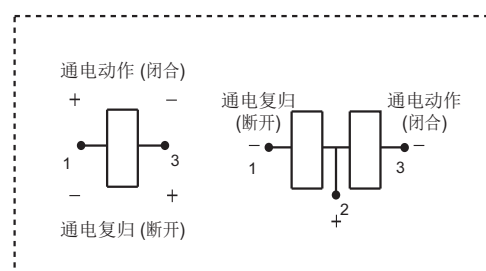 通电动作 (闭合)
+ −
1 3
− +
通电复归 (断开)
通电复归
(断开)
通电动作
(闭合)
− −
1 3
2
+